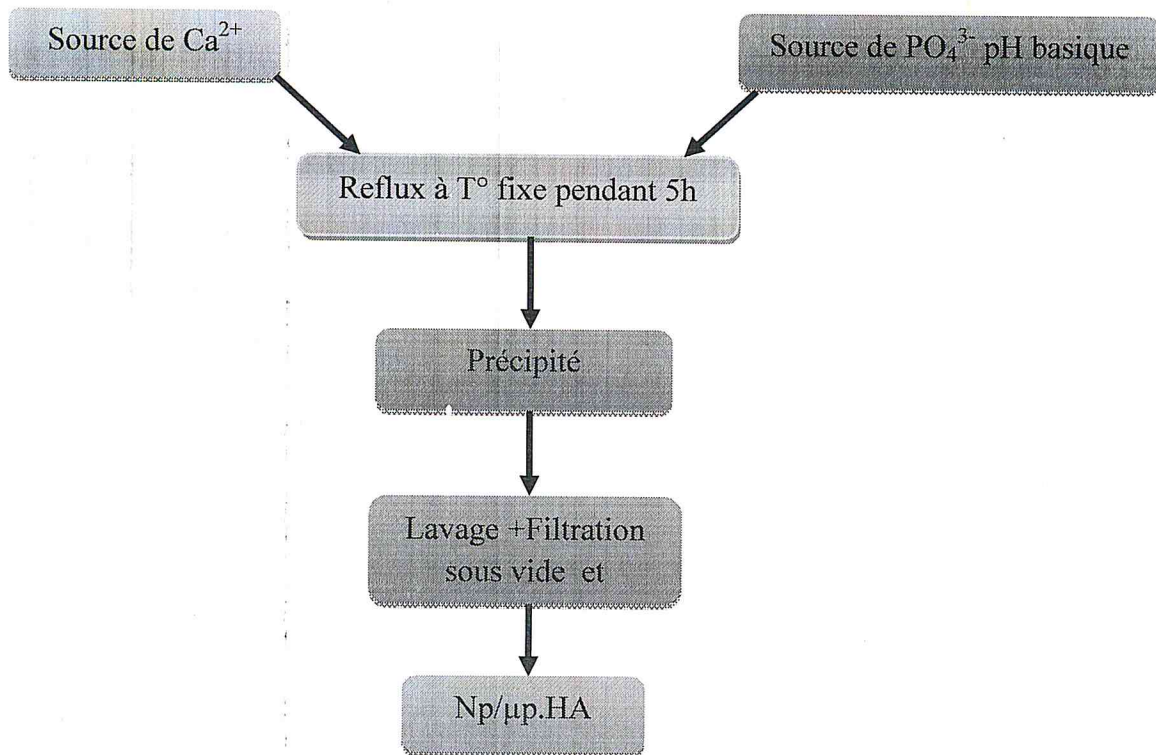 Source de Ca²⁺
Source de PO₄³⁻ pH basique
Reflux à T° fixe pendant 5h
Précipité
Lavage +Filtration
sous vide et
Np/µp.HA